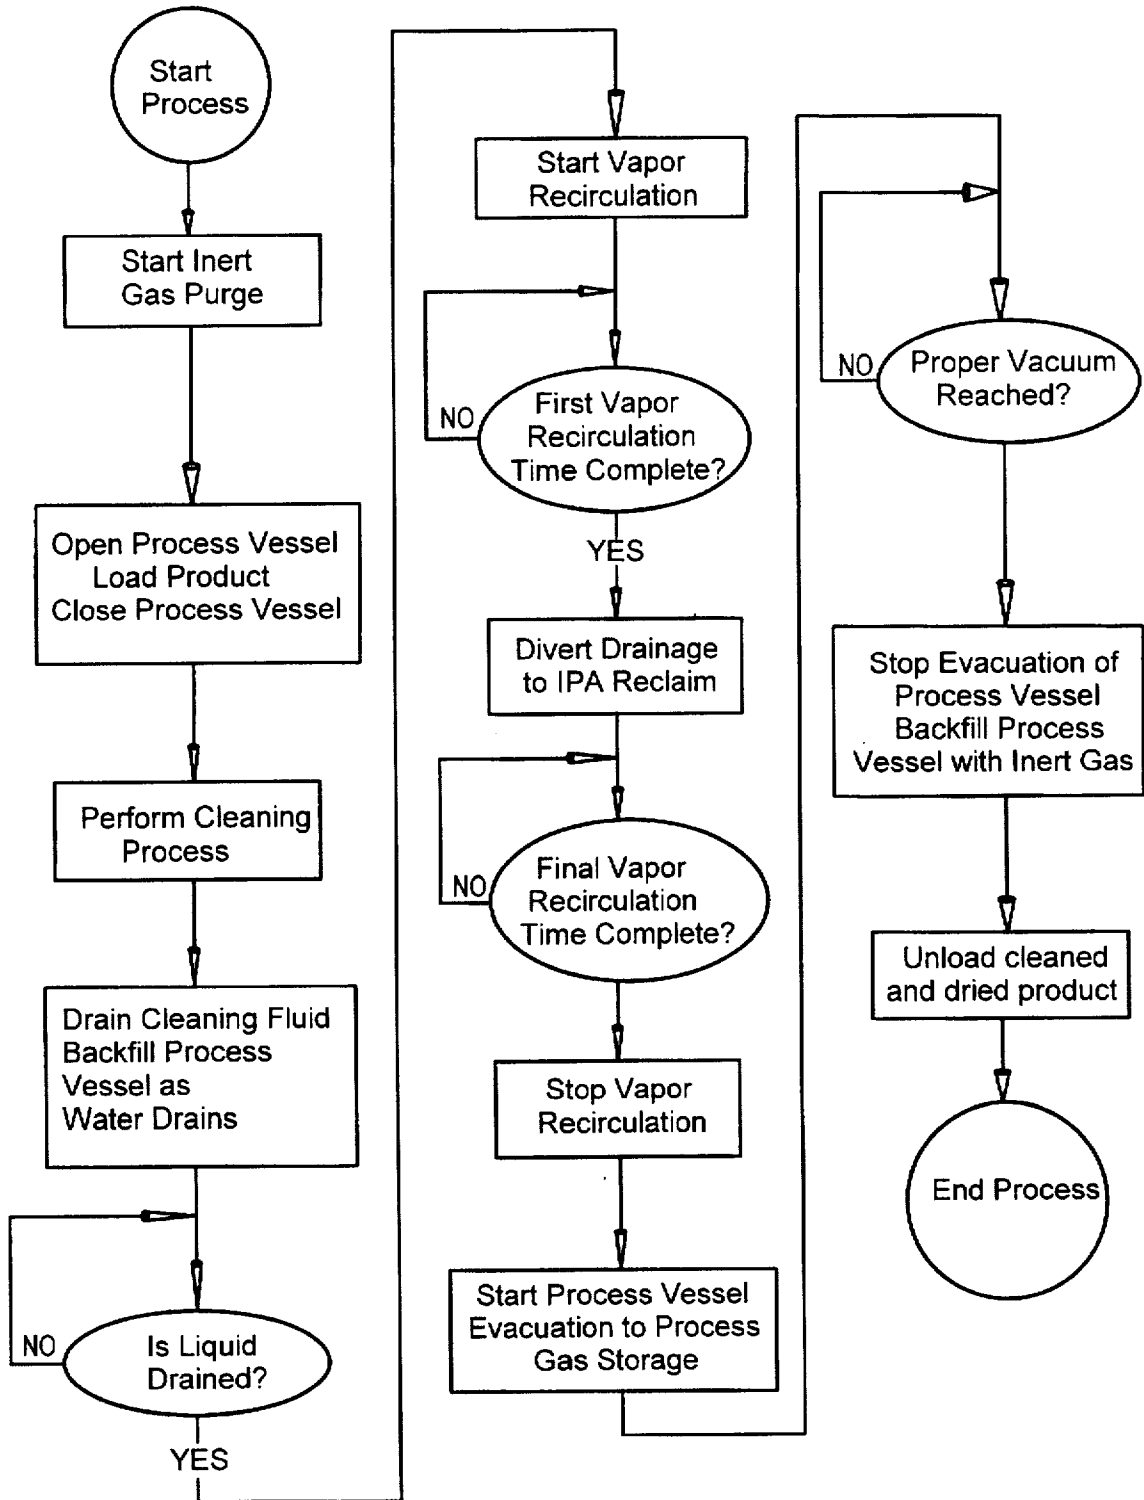 Start
Process
Start Inert
Gas Purge
Open Process Vessel
Load Product
Close Process Vessel
Perform Cleaning
Process
Drain Cleaning Fluid
Backfill Process
Vessel as
Water Drains
NO
Is Liquid
Drained?
YES
Start Vapor
Recirculation
NO
First Vapor
Recirculation
Time Complete?
YES
Divert Drainage
to IPA Reclaim
NO
Final Vapor
Recirculation
Time Complete?
Stop Vapor
Recirculation
Start Process Vessel
Evacuation to Process
Gas Storage
NO
Proper Vacuum
Reached?
Stop Evacuation of
Process Vessel
Backfill Process
Vessel with Inert Gas
Unload cleaned
and dried product
End Process